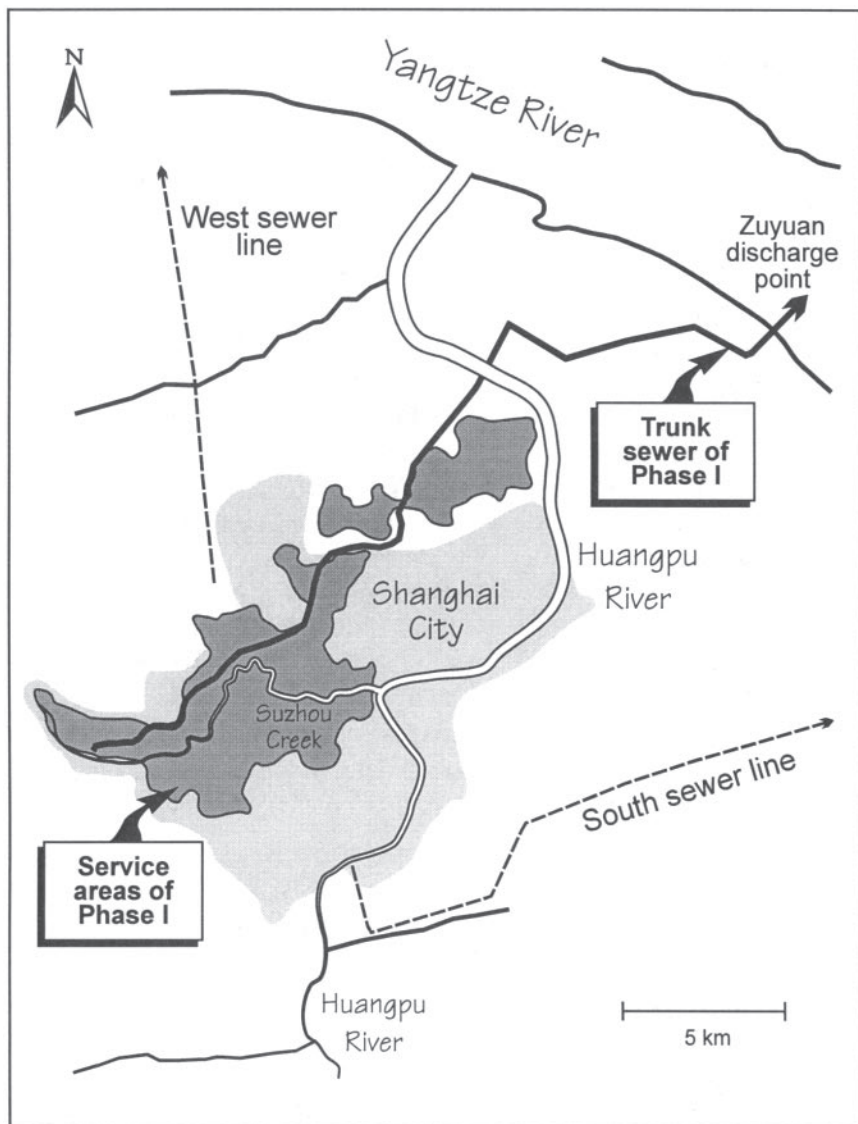 N
Yangtze River
West sewer
line
Zuyuan
discharge
point
Trunk
sewer of
Phase I
Huangpu
River
Shanghai
City
Suzhou
Creek
South sewer line
Service
areas of
Phase I
Huangpu
River
5 km